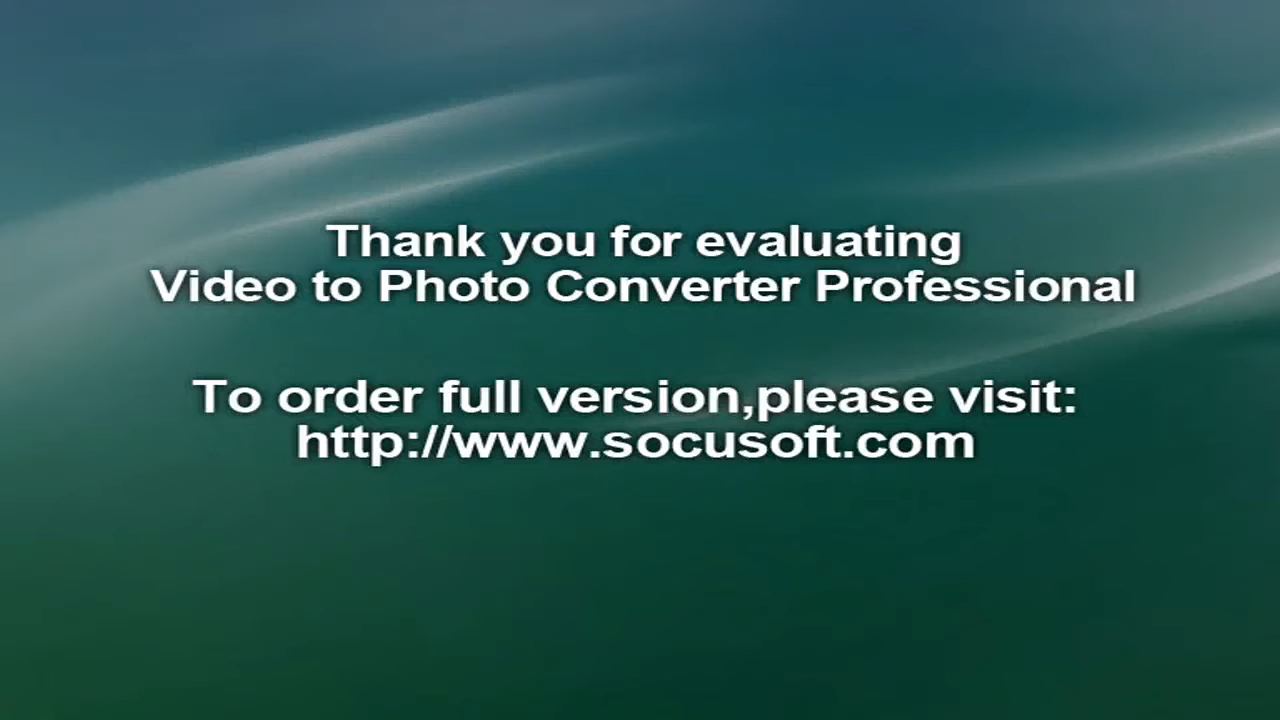 Thank you for evaluating
Video to Photo Converter Professional
To order full version,please visit:
http://www.socusoft.com